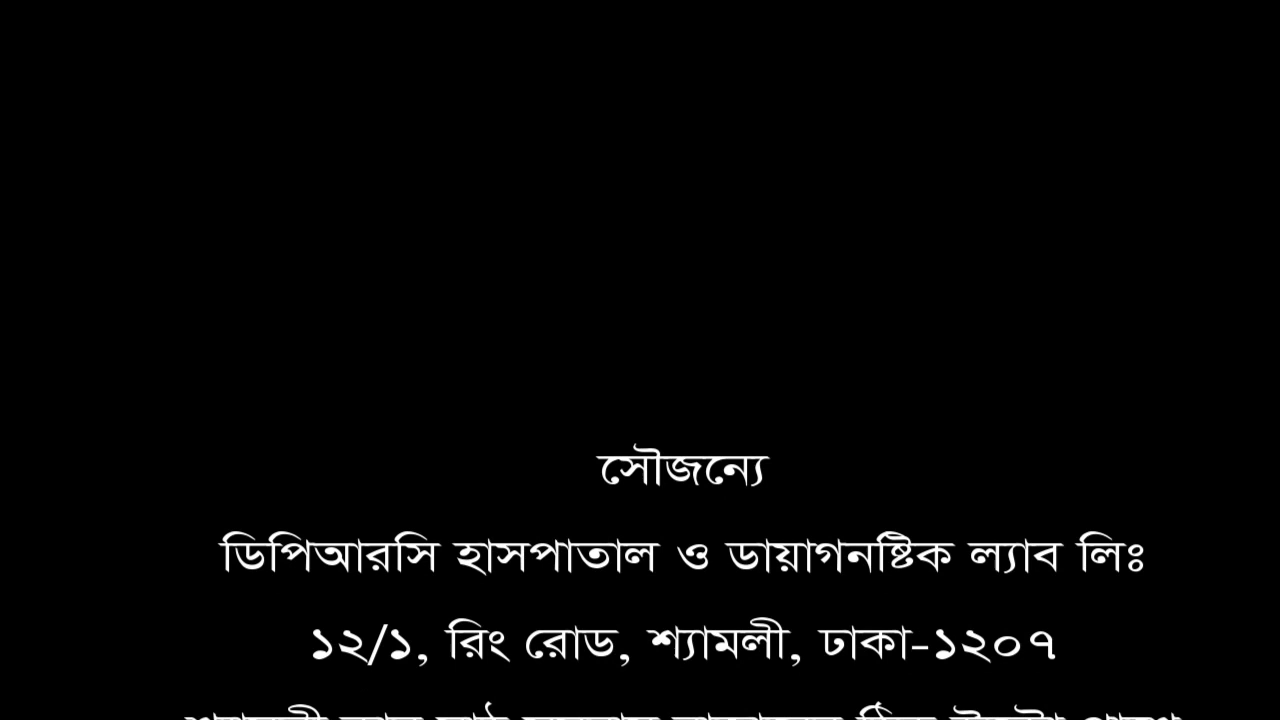 সৌজন্যে
ডিপিআরসি হাসপাতাল ও ডায়াগনষ্টিক ল্যাব লিঃ
১২/১, রিং রোড, শ্যামলী, ঢাকা-১২০৭